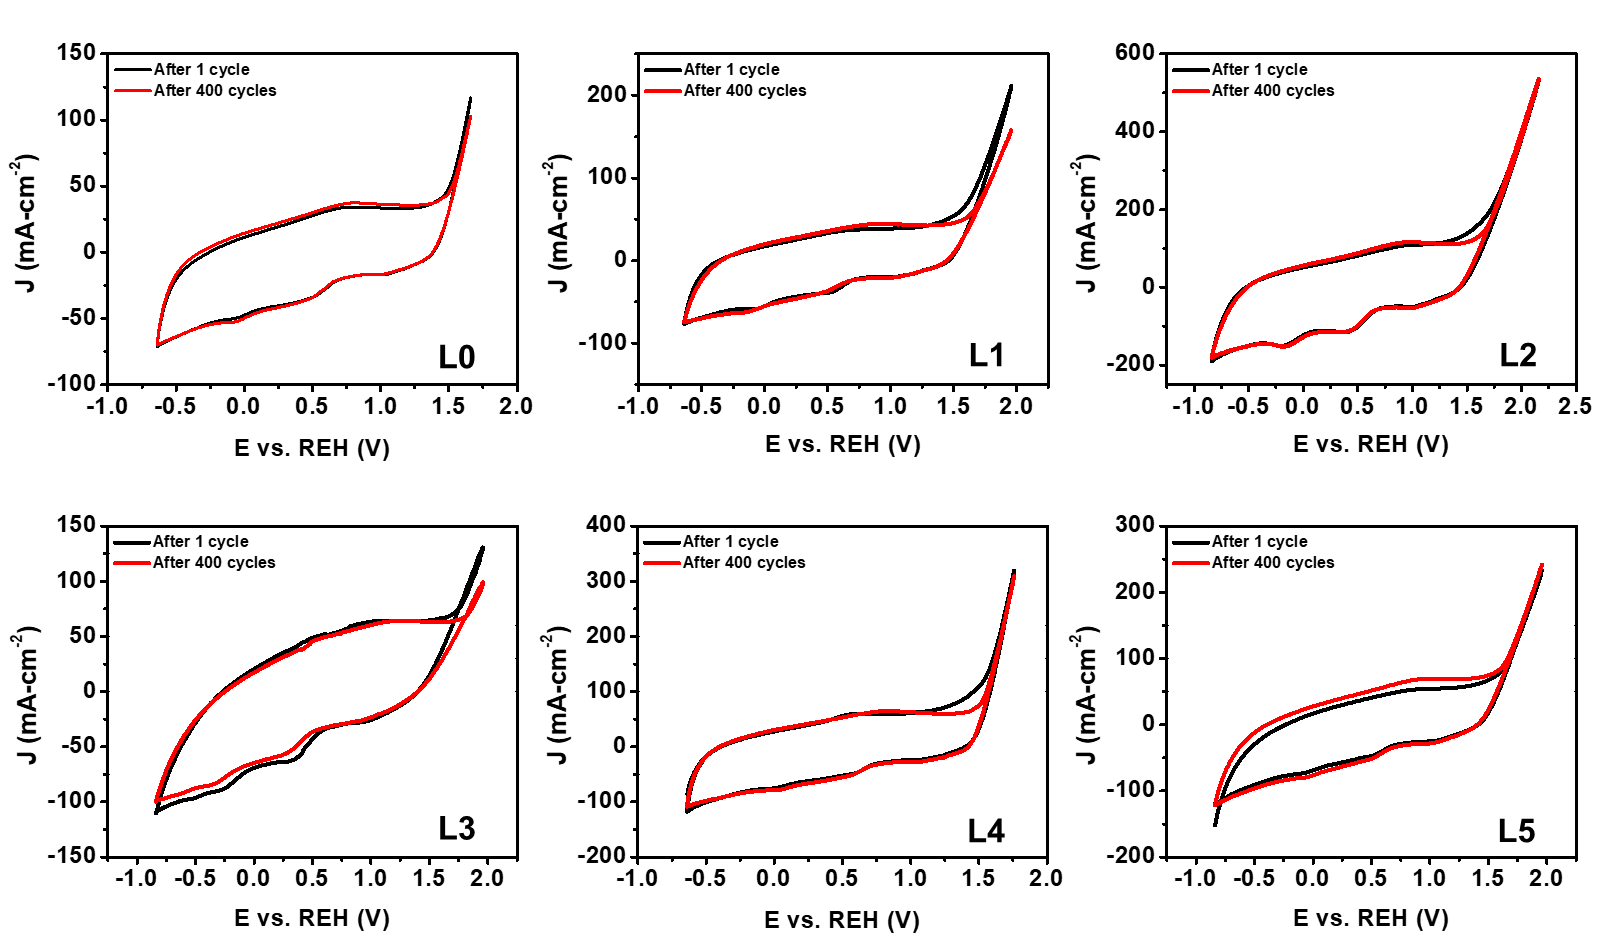 150
100
50
0
-50
-100
-1.0 -0.5 0.0 0.5 1.0 1.5 2.0
J (mA-cm-2)
E vs. REH (V)
After 1 cycle
After 400 cycles
L0
200
100
0
-100
-1.0 -0.5 0.0 0.5 1.0 1.5 2.0
J (mA-cm-2)
E vs. REH (V)
After 1 cycle
After 400 cycles
L1
600
400
200
0
-200
-1.0 -0.5 0.0 0.5 1.0 1.5 2.0 2.5
J (mA-cm-2)
E vs. REH (V)
After 1 cycle
After 400 cycles
L2
150
100
50
0
-50
-100
-150
-1.0 -0.5 0.0 0.5 1.0 1.5 2.0
J (mA-cm-2)
E vs. REH (V)
After 1 cycle
After 400 cycles
L3
400
300
200
100
0
-100
-200
-1.0 -0.5 0.0 0.5 1.0 1.5 2.0
J (mA-cm-2)
E vs. REH (V)
After 1 cycle
After 400 cycles
L4
300
200
100
0
-100
-200
-1.0 -0.5 0.0 0.5 1.0 1.5 2.0
J (mA-cm-2)
E vs. REH (V)
After 1 cycle
After 400 cycles
L5